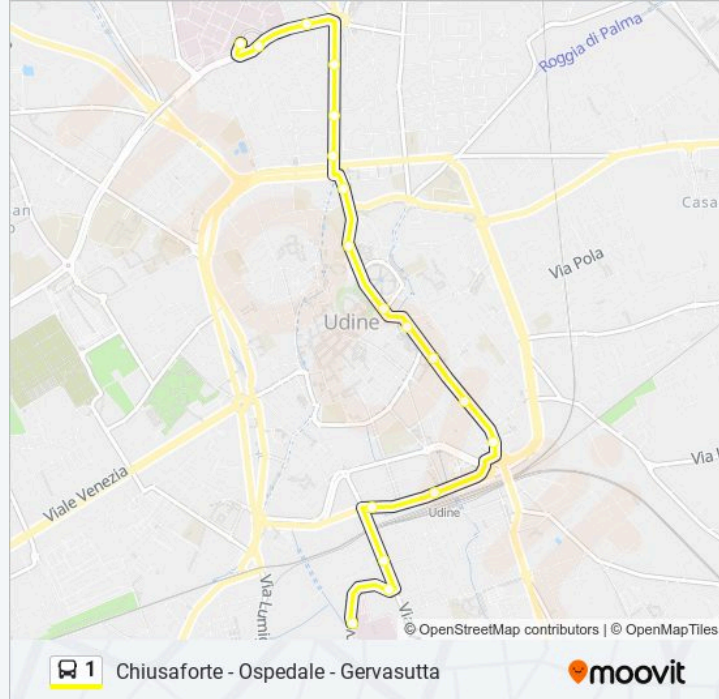 Roggia di Palma
an
Casa
Via Pola
Udine
Viale Venezia
Udine
Via Lumi
Via
© OpenStreetMap contributors | © OpenMapTiles
1 Chiusaforte - Ospedale - Gervasutta
moovit